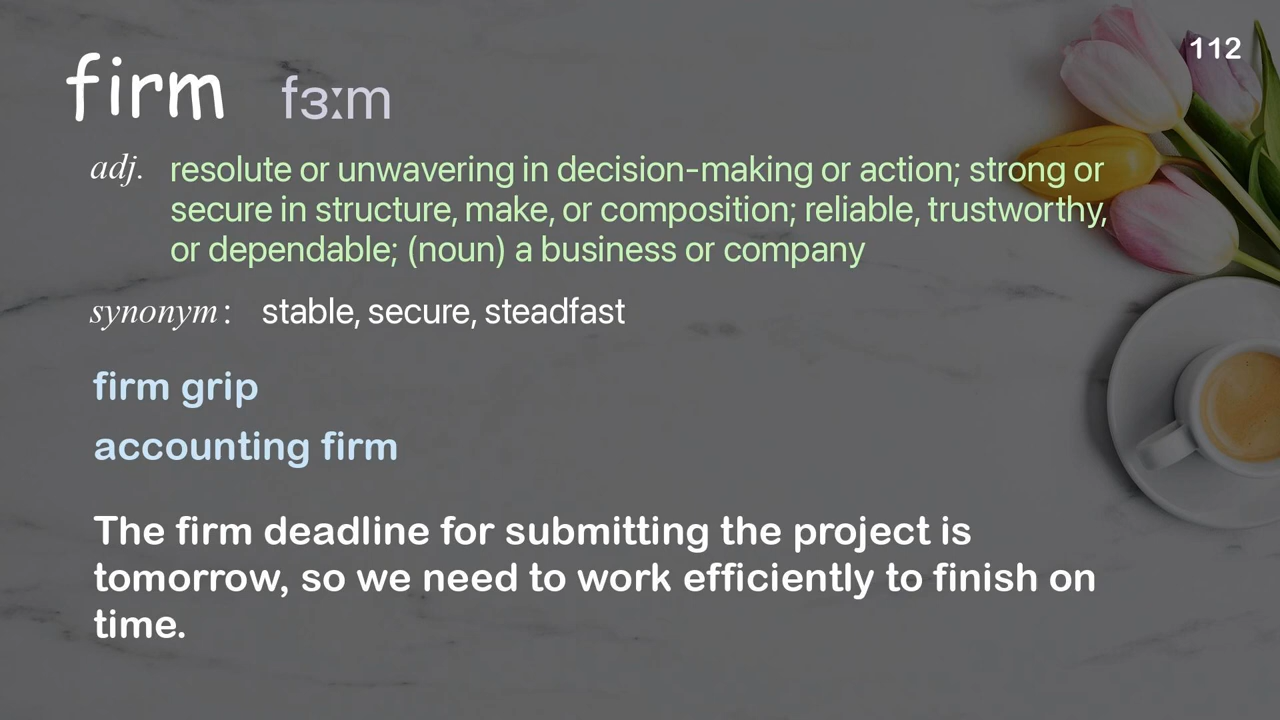 112
firm fɜːm
adj. resolute or unwavering in decision-making or action; strong or
secure in structure, make, or composition; reliable, trustworthy,
or dependable; (noun) a business or company
synonym: stable, secure, steadfast
firm grip
accounting firm
The firm deadline for submitting the project is
tomorrow, so we need to work efficiently to finish on
time.